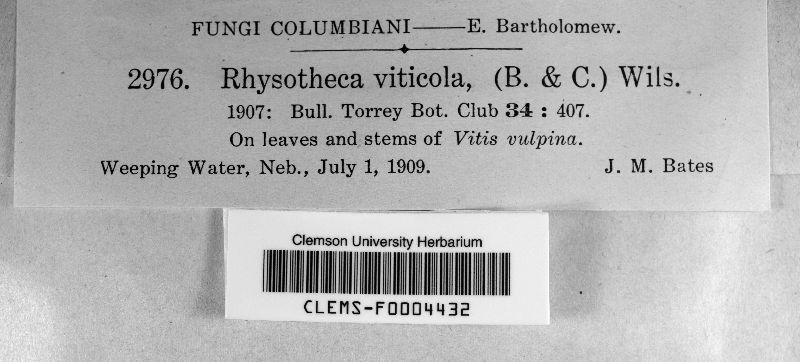 FUNGI COLUMBIANI——E. Bartholomew.
2976. Rhysotheca viticola, (B. & C.) Wils.
1907: Bull. Torrey Bot. Club 34 : 407.
On leaves and stems of Vitis vulpina.
Weeping Water, Neb., July 1, 1909. J. M. Bates
Clemson University Herbarium
CLEMS-F0004432